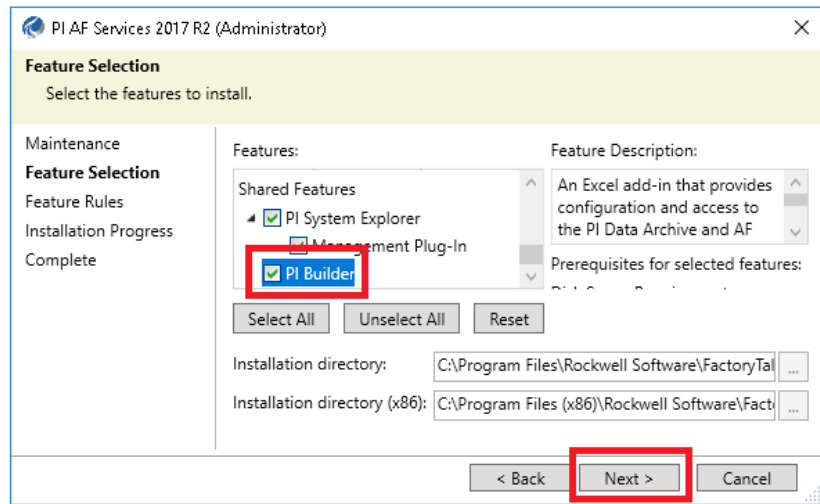 PI AF Services 2017 R2 (Administrator)
Feature Selection
Select the features to install.
Maintenance
Feature Selection
Feature Rules
Installation Progress
Complete
Features:
Shared Features
PI System Explorer
Management Plug-In
PI Builder
Feature Description:
An Excel add-in that provides
configuration and access to
the PI Data Archive and AF
Prerequisites for selected features:
Select All
Unselect All
Reset
Installation directory:
C:\Program Files\Rockwell Software\FactoryTal
...
Installation directory (x86):
C:\Program Files (x86)\Rockwell Software\Fact
...
< Back
Next >
Cancel